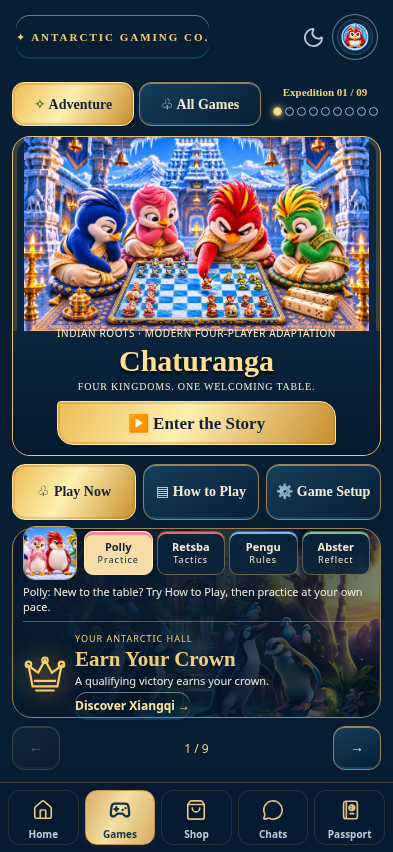 ✦ ANTARCTIC GAMING CO.
✧ Adventure
♧ All Games
Expedition 01 / 09
INDIAN ROOTS · MODERN FOUR-PLAYER ADAPTATION
Chaturanga
FOUR KINGDOMS. ONE WELCOMING TABLE.
▶️ Enter the Story
♧ Play Now
▤ How to Play
⚙️ Game Setup
Polly
Practice
Retsba
Tactics
Pengu
Rules
Abster
Reflect
Polly: New to the table? Try How to Play, then practice at your own
pace.
YOUR ANTARCTIC HALL
Earn Your Crown
A qualifying victory earns your crown.
Discover Xiangqi →
←
1 / 9
→
Home
Games
Shop
Chats
Passport